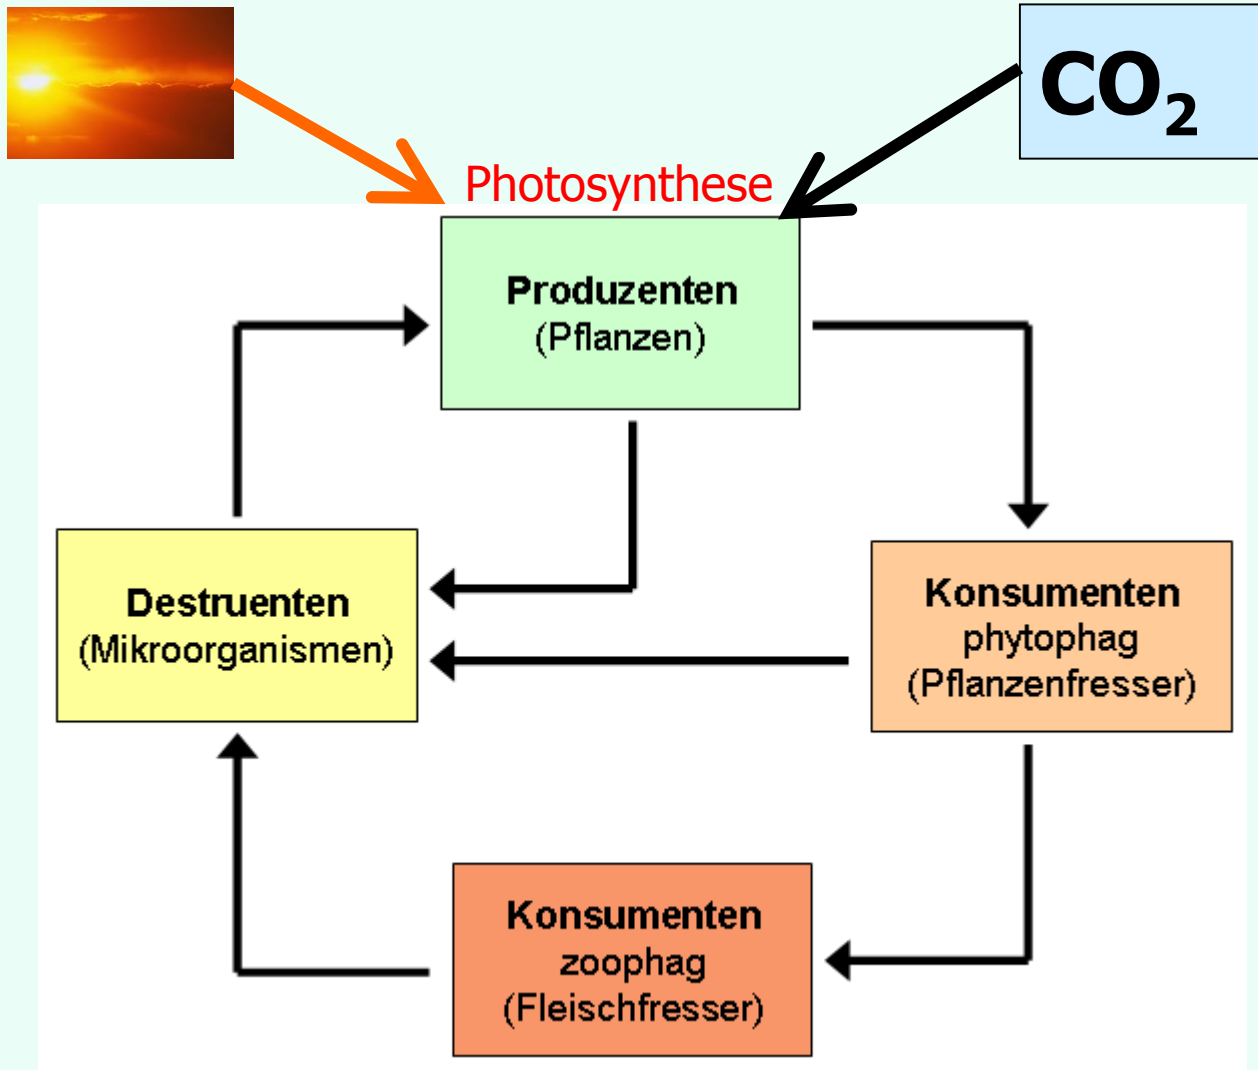 CO₂
Photosynthese
Produzenten
(Pflanzen)
Destruenten
(Mikroorganismen)
Konsumenten
phytophag
(Pflanzenfresser)
Konsumenten
zoophag
(Fleischfresser)